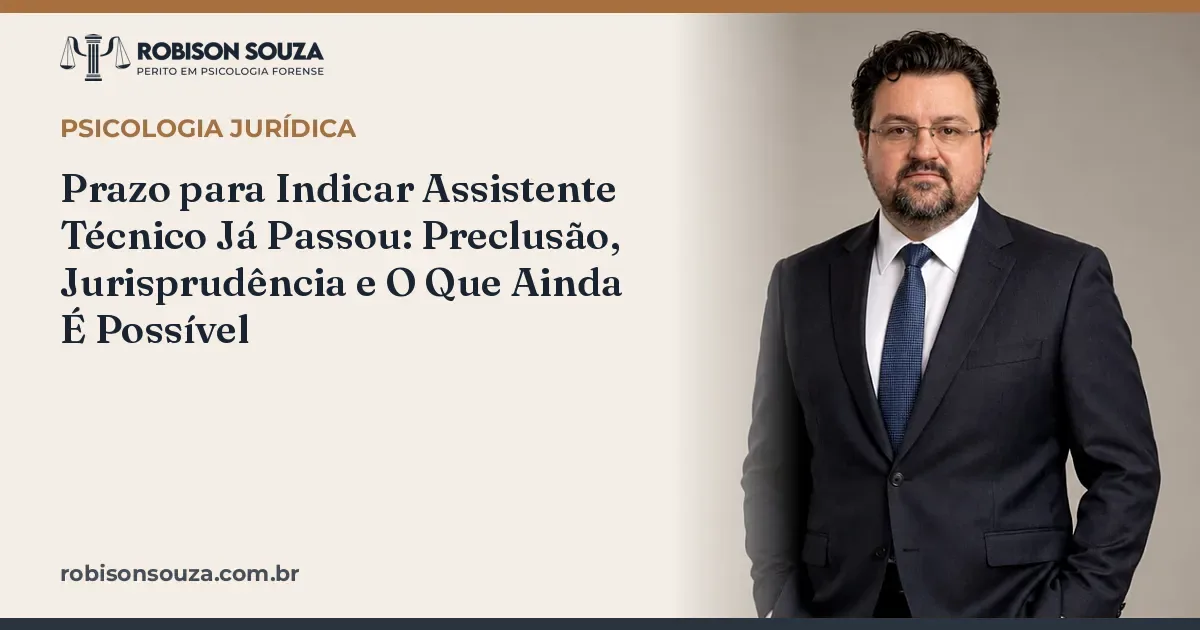 ROBISON SOUZA
PERITO EM PSICOLOGIA FORENSE
PSICOLOGIA JURÍDICA
Prazo para Indicar Assistente
Técnico Já Passou: Preclusão,
Jurisprudência e O Que Ainda
É Possível
robisonsouza.com.br